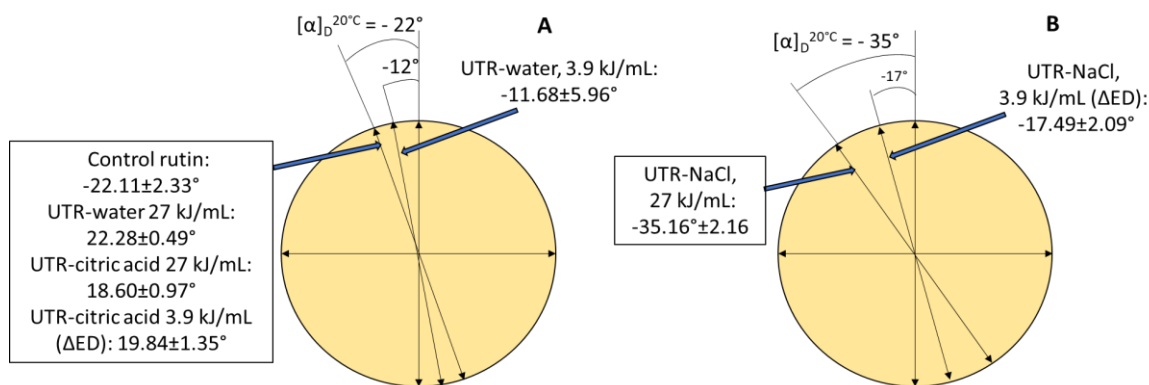 [α]D20°C = - 22°
A
-12°
UTR-water, 3.9 kJ/mL:
-11.68±5.96°
Control rutin:
-22.11±2.33°
UTR-water 27 kJ/mL:
22.28±0.49°
UTR-citric acid 27 kJ/mL:
18.60±0.97°
UTR-citric acid 3.9 kJ/mL
(ΔED): 19.84±1.35°
B
[α]D20°C = - 35°
-17°
UTR-NaCl,
3.9 kJ/mL (ΔED):
-17.49±2.09°
UTR-NaCl,
27 kJ/mL:
-35.16°±2.16